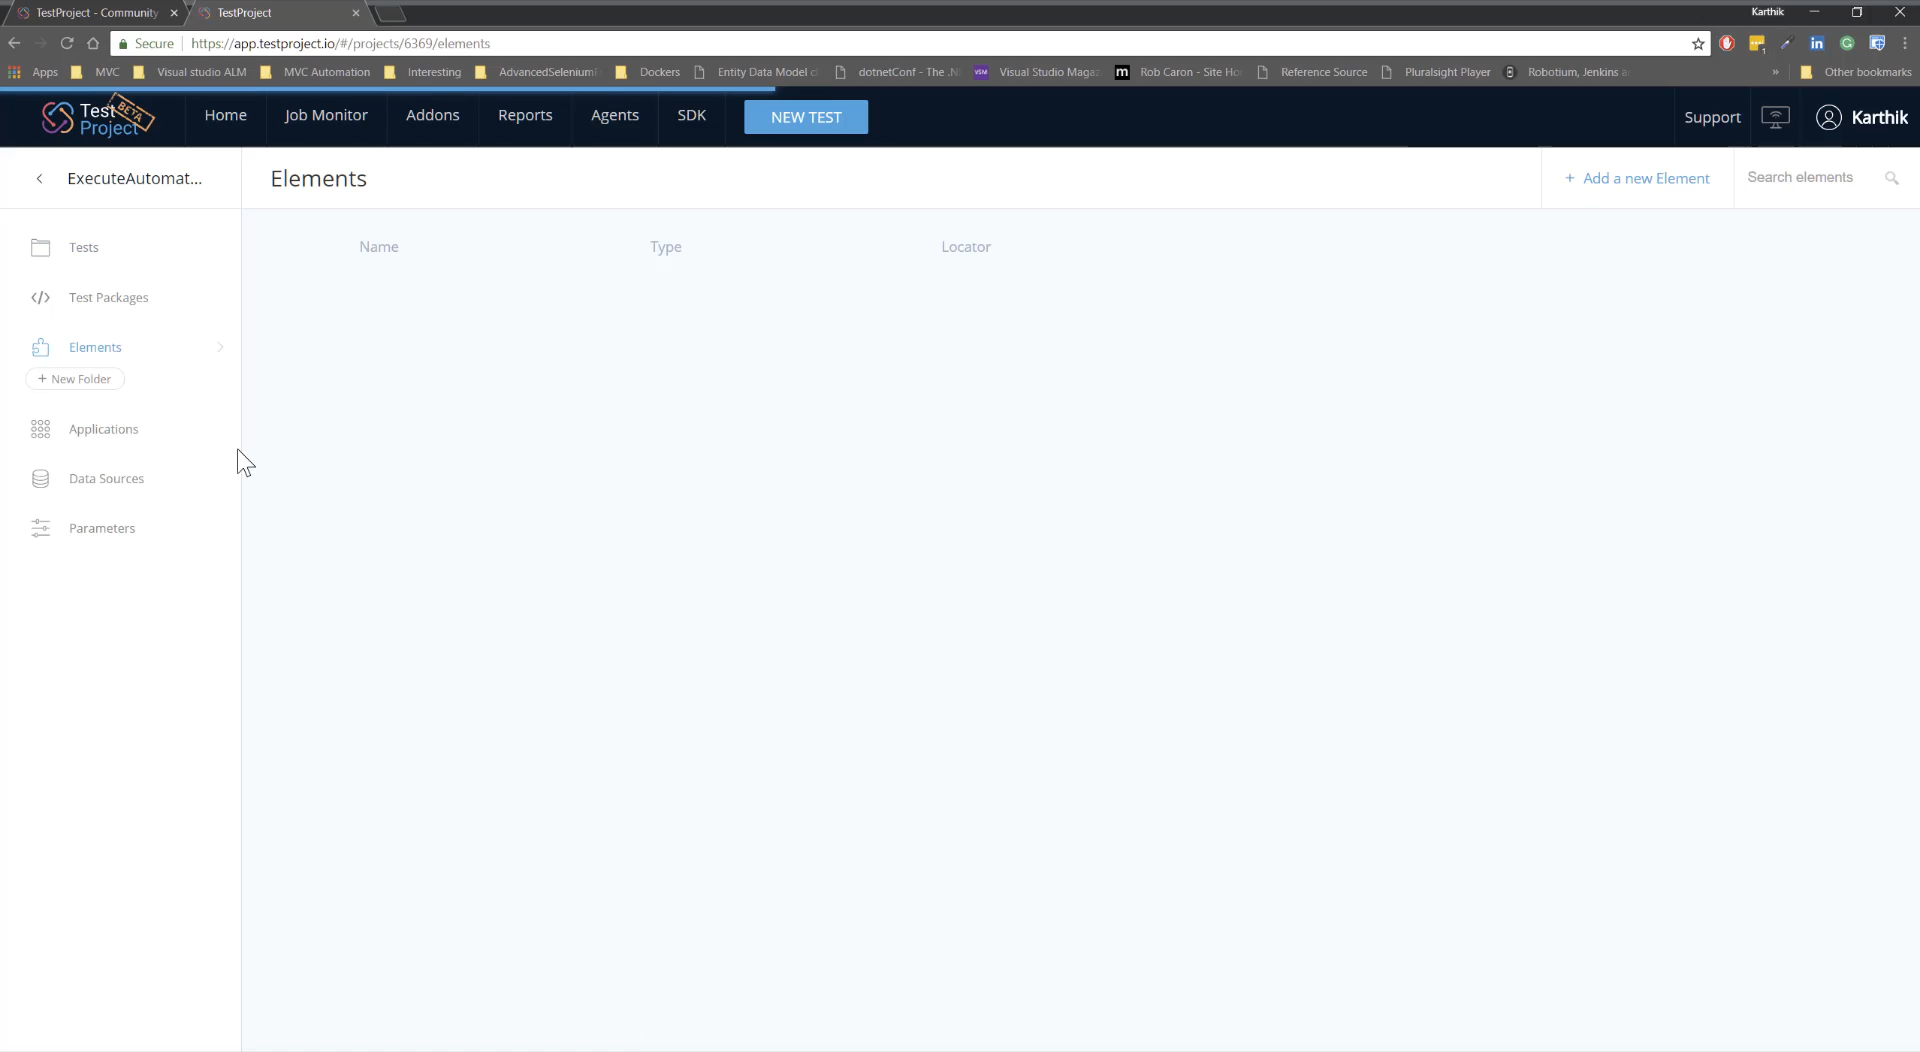 TestProject - Community
TestProject
Karthik
Secure
https://app.testproject.io/#/projects/6369/elements
Apps
MVC
Visual studio ALM
MVC Automation
Interesting
AdvancedSelenium
Dockers
Entity Data Model
dotnetConf - The .N
VSM
Visual Studio Magaz
m
Rob Caron - Site Ho
Reference Source
Pluralsight Player
Robotium, Jenkins a
»
Other bookmarks
Test
Project
BETA
Home
Job Monitor
Addons
Reports
Agents
SDK
NEW TEST
Support
Karthik
ExecuteAutomat...
Elements
+ Add a new Element
Search elements
Tests
Test Packages
Elements
+ New Folder
Applications
Data Sources
Parameters
Name
Type
Locator